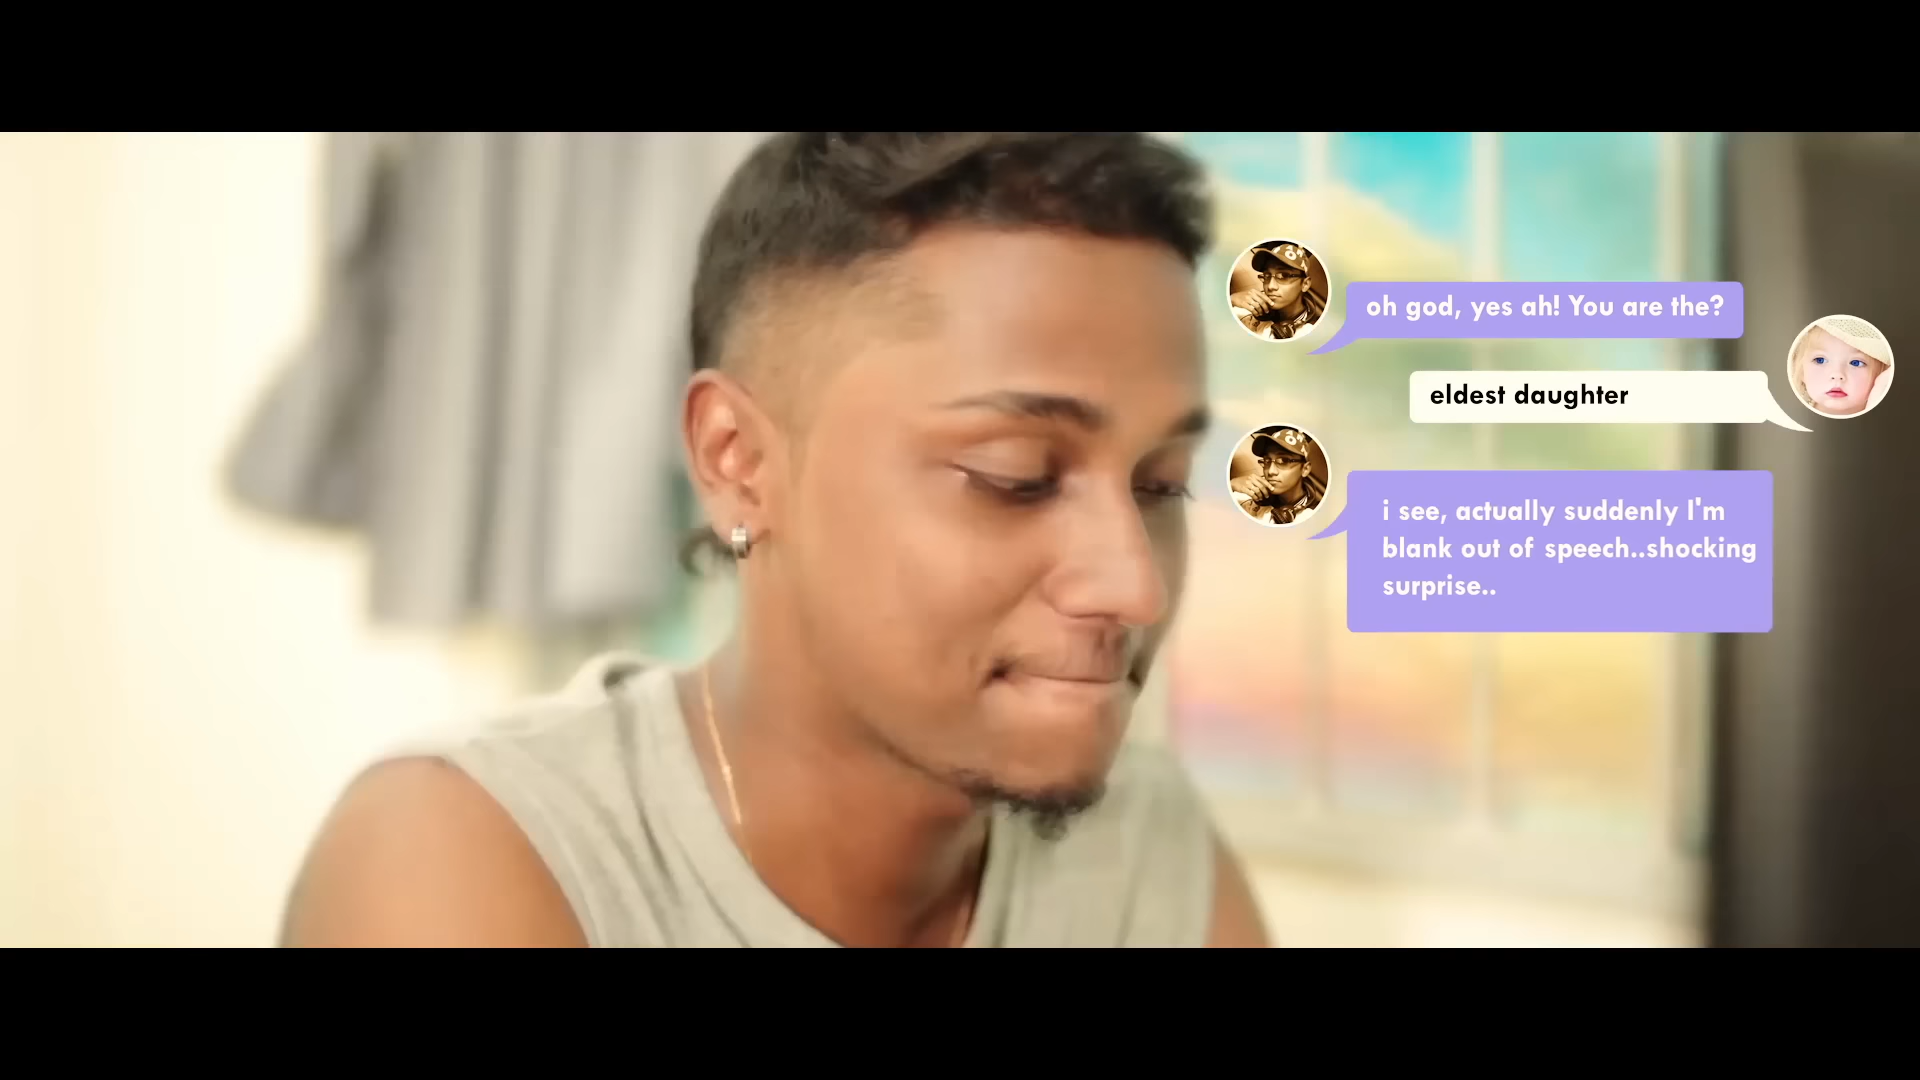 oh god, yes ah! You are the?
eldest daughter
i see, actually suddenly I'm
blank out of speech..shocking
surprise..